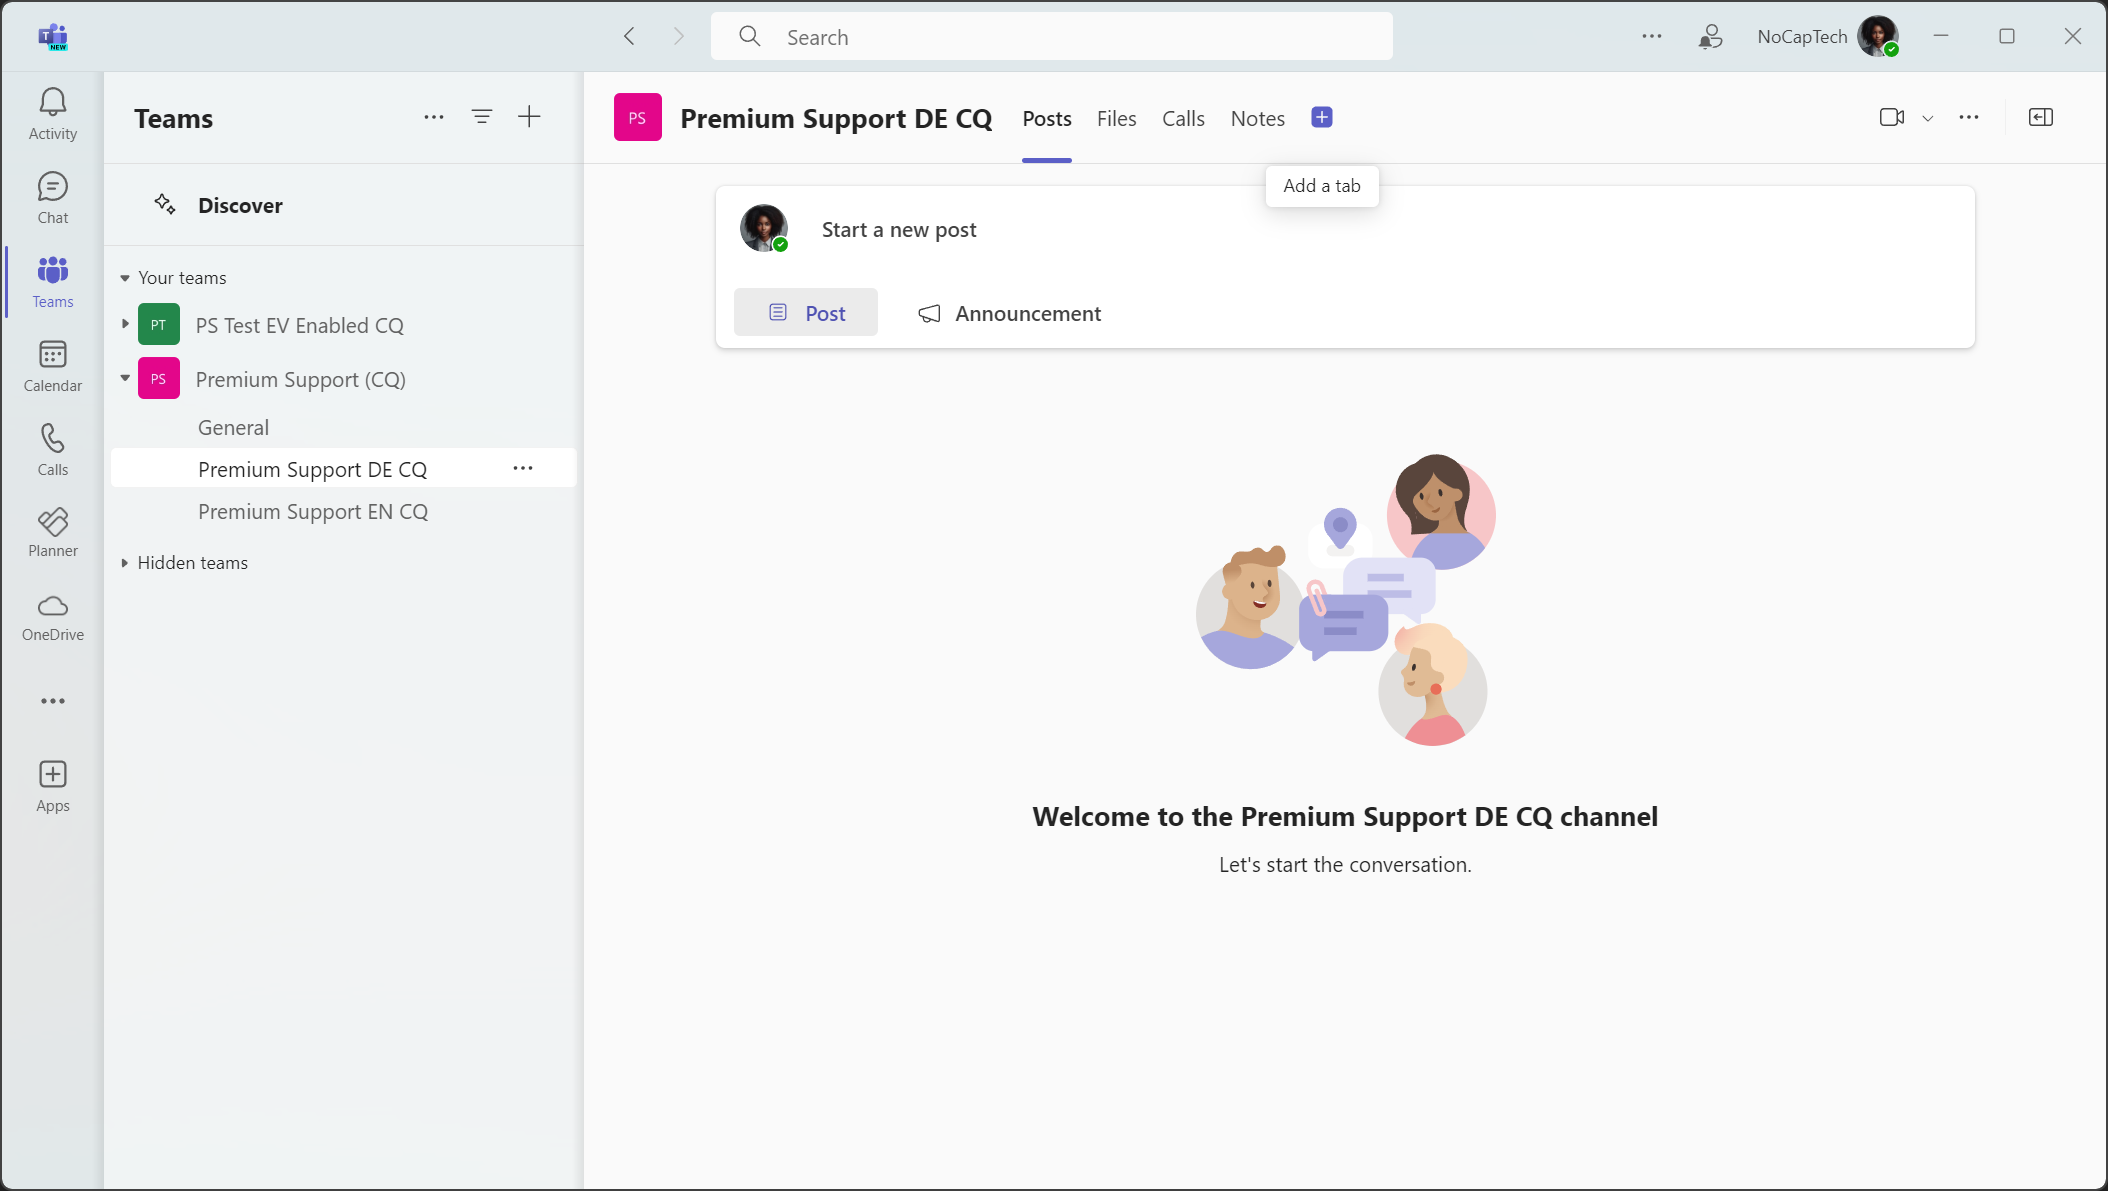 T
NEW
Search
NoCapTech
Activity
Chat
Teams
Calendar
Calls
Planner
OneDrive
Apps
Teams
Discover
Your teams
PT PS Test EV Enabled CQ
PS Premium Support (CQ)
General
Premium Support DE CQ
Premium Support EN CQ
Hidden teams
PS Premium Support DE CQ Posts Files Calls Notes
Add a tab
Start a new post
Post Announcement
Welcome to the Premium Support DE CQ channel
Let's start the conversation.